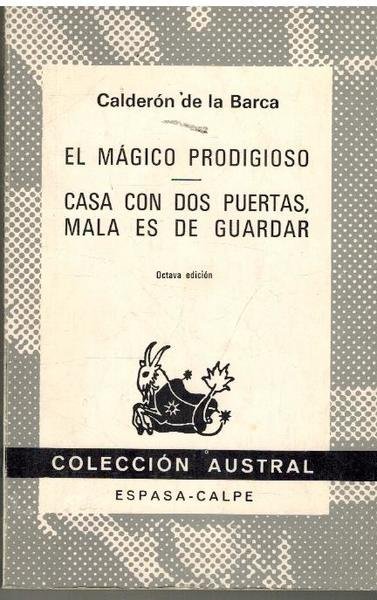 Calderón de la Barca
EL MÁGICO PRODIGIOSO
CASA CON DOS PUERTAS,
MALA ES DE GUARDAR
Octava edición
COLECCIÓN AUSTRAL
ESPASA-CALPE